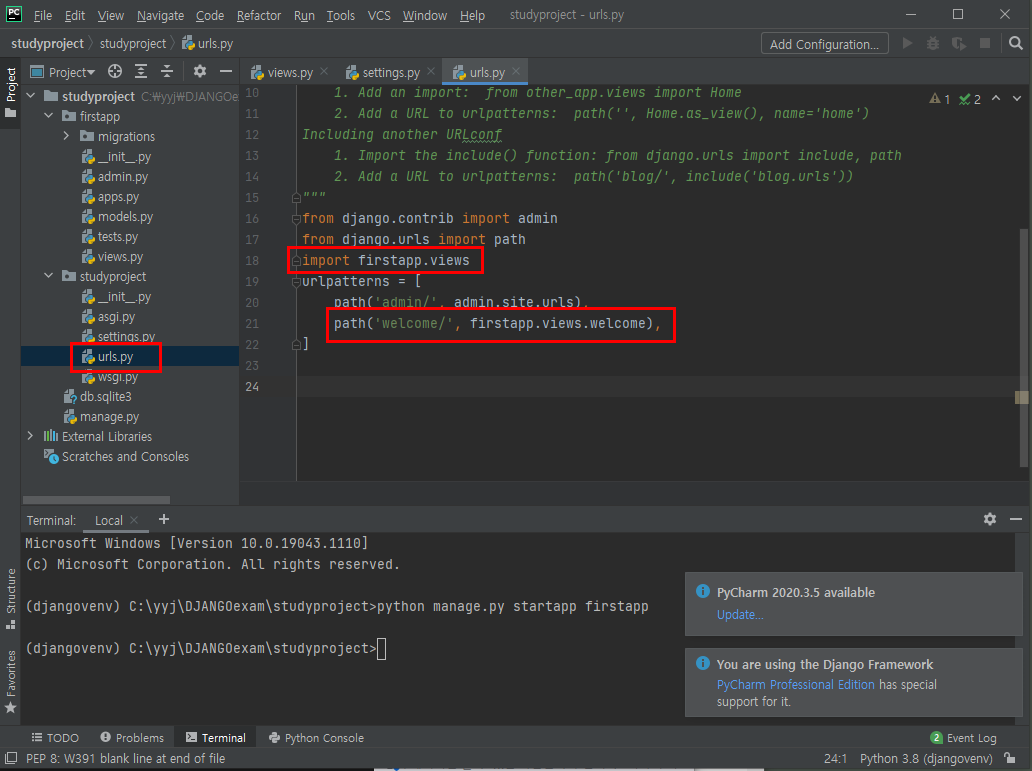 PC File Edit View Navigate Code Refactor Run Tools VCS Window Help studyproject - urls.py
studyproject studyproject urls.py Add Configuration...
Project
Project
studyproject C:￦yyj￦DJANGOe
firstapp
migrations
__init__.py
admin.py
apps.py
models.py
tests.py
views.py
studyproject
__init__.py
asgi.py
settings.py
urls.py
wsgi.py
db.sqlite3
manage.py
External Libraries
Scratches and Consoles
views.py settings.py urls.py
1 2
10 1. Add an import: from other_app.views import Home
11 2. Add a URL to urlpatterns: path('', Home.as_view(), name='home')
12 Including another URLconf
13 1. Import the include() function: from django.urls import include, path
14 2. Add a URL to urlpatterns: path('blog/', include('blog.urls'))
15 """
16 from django.contrib import admin
17 from django.urls import path
18 import firstapp.views
19 urlpatterns = [
20 path('admin/', admin.site.urls),
21 path('welcome/', firstapp.views.welcome),
22 ]
23
24
Terminal: Local
Microsoft Windows [Version 10.0.19043.1110]
(c) Microsoft Corporation. All rights reserved.
(djangovenv) C:\yyj\DJANGOexam\studyproject>python manage.py startapp firstapp
(djangovenv) C:\yyj\DJANGOexam\studyproject>
Structure
Favorites
PyCharm 2020.3.5 available
Update...
You are using the Django Framework
PyCharm Professional Edition has special
support for it.
TODO Problems Terminal Python Console 2 Event Log
PEP 8: W391 blank line at end of file 24:1 Python 3.8 (djangovenv)